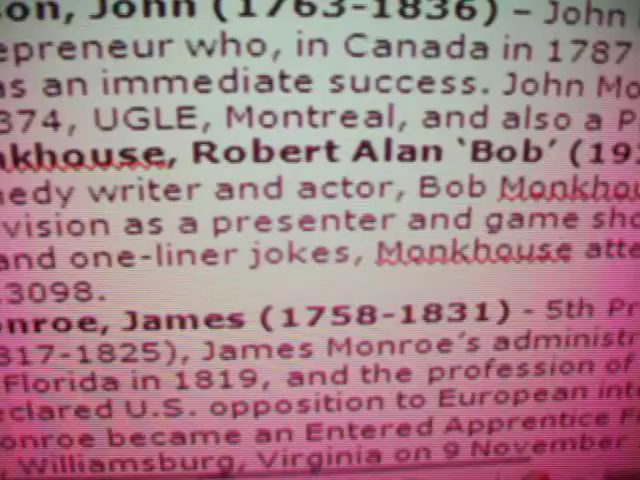 son, John (1763-1836) – John
epreneur who, in Canada in 1787
as an immediate success. John Mo
374, UGLE, Montreal, and also a P
nkhouse, Robert Alan ‘Bob’ (19
nedy writer and actor, Bob Monkhou
vision as a presenter and game sho
and one-liner jokes, Monkhouse atte
3098.
onroe, James (1758-1831) - 5th Pr
817-1825), James Monroe’s administr
Florida in 1819, and the profession of
eclared U.S. opposition to European int
onroe became an Entered Apprentice F
Williamsburg, Virginia on 9 November